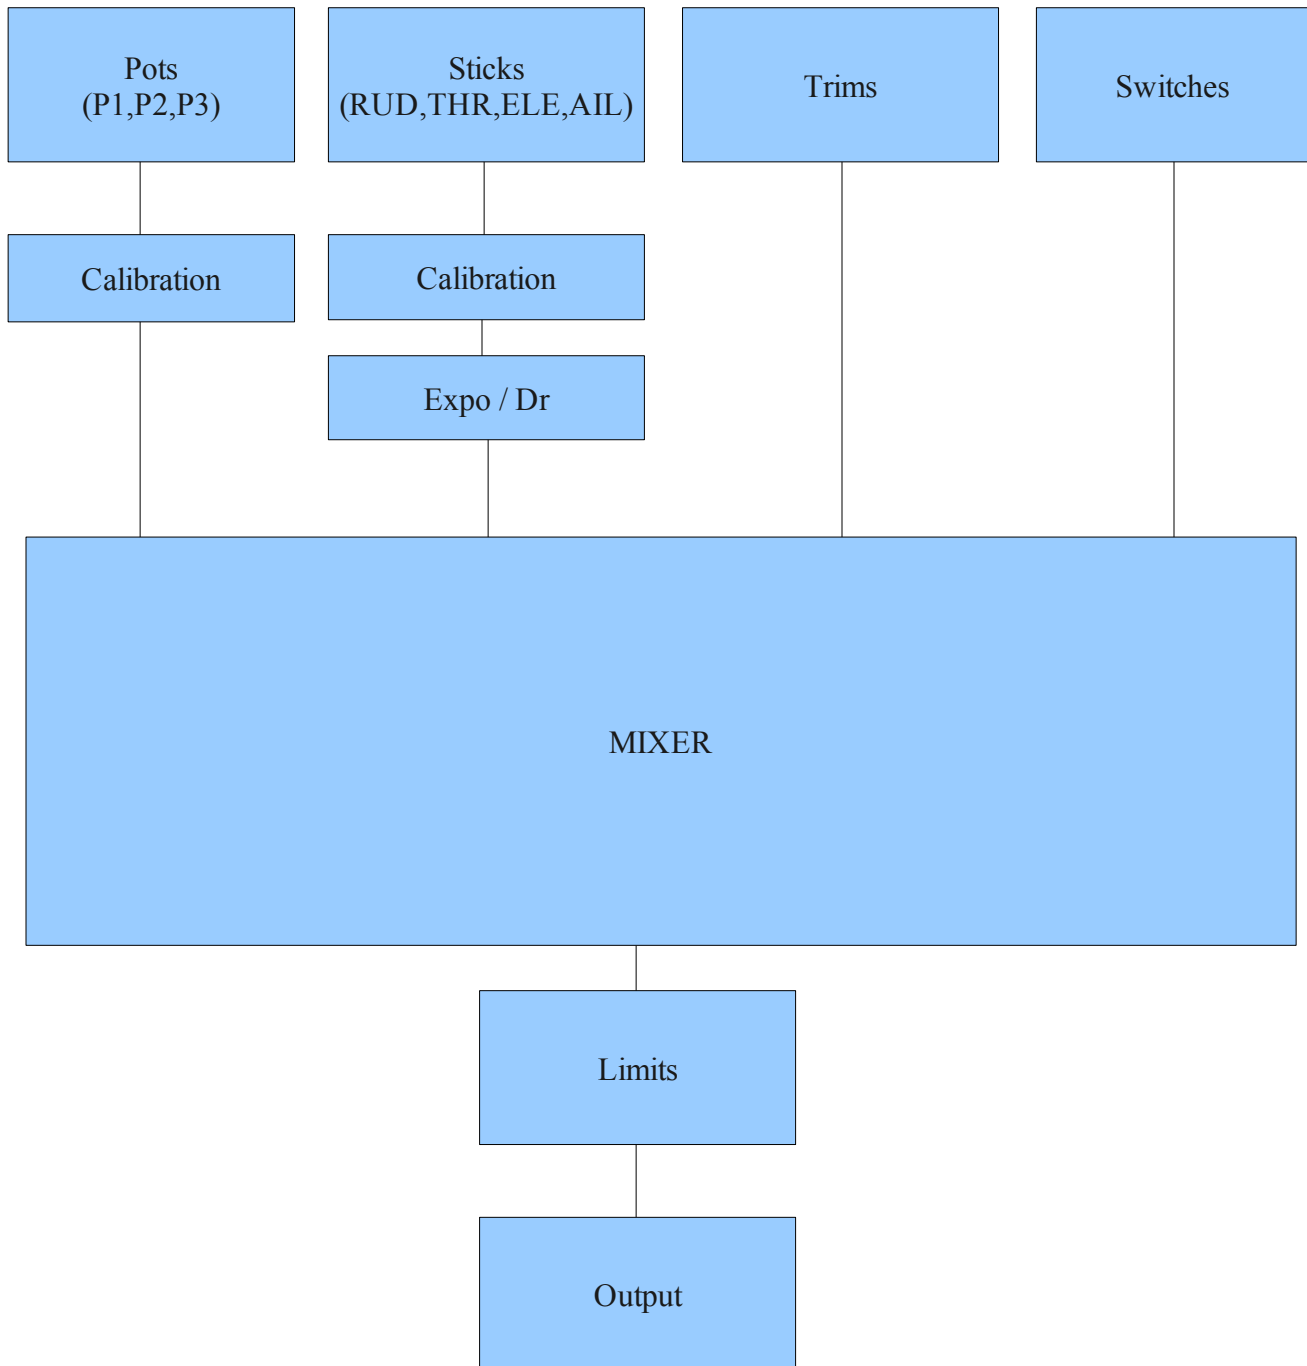 Pots
(P1,P2,P3)
Sticks
(RUD,THR,ELE,AIL)
Trims
Switches
Calibration
Calibration
Expo / Dr
MIXER
Limits
Output